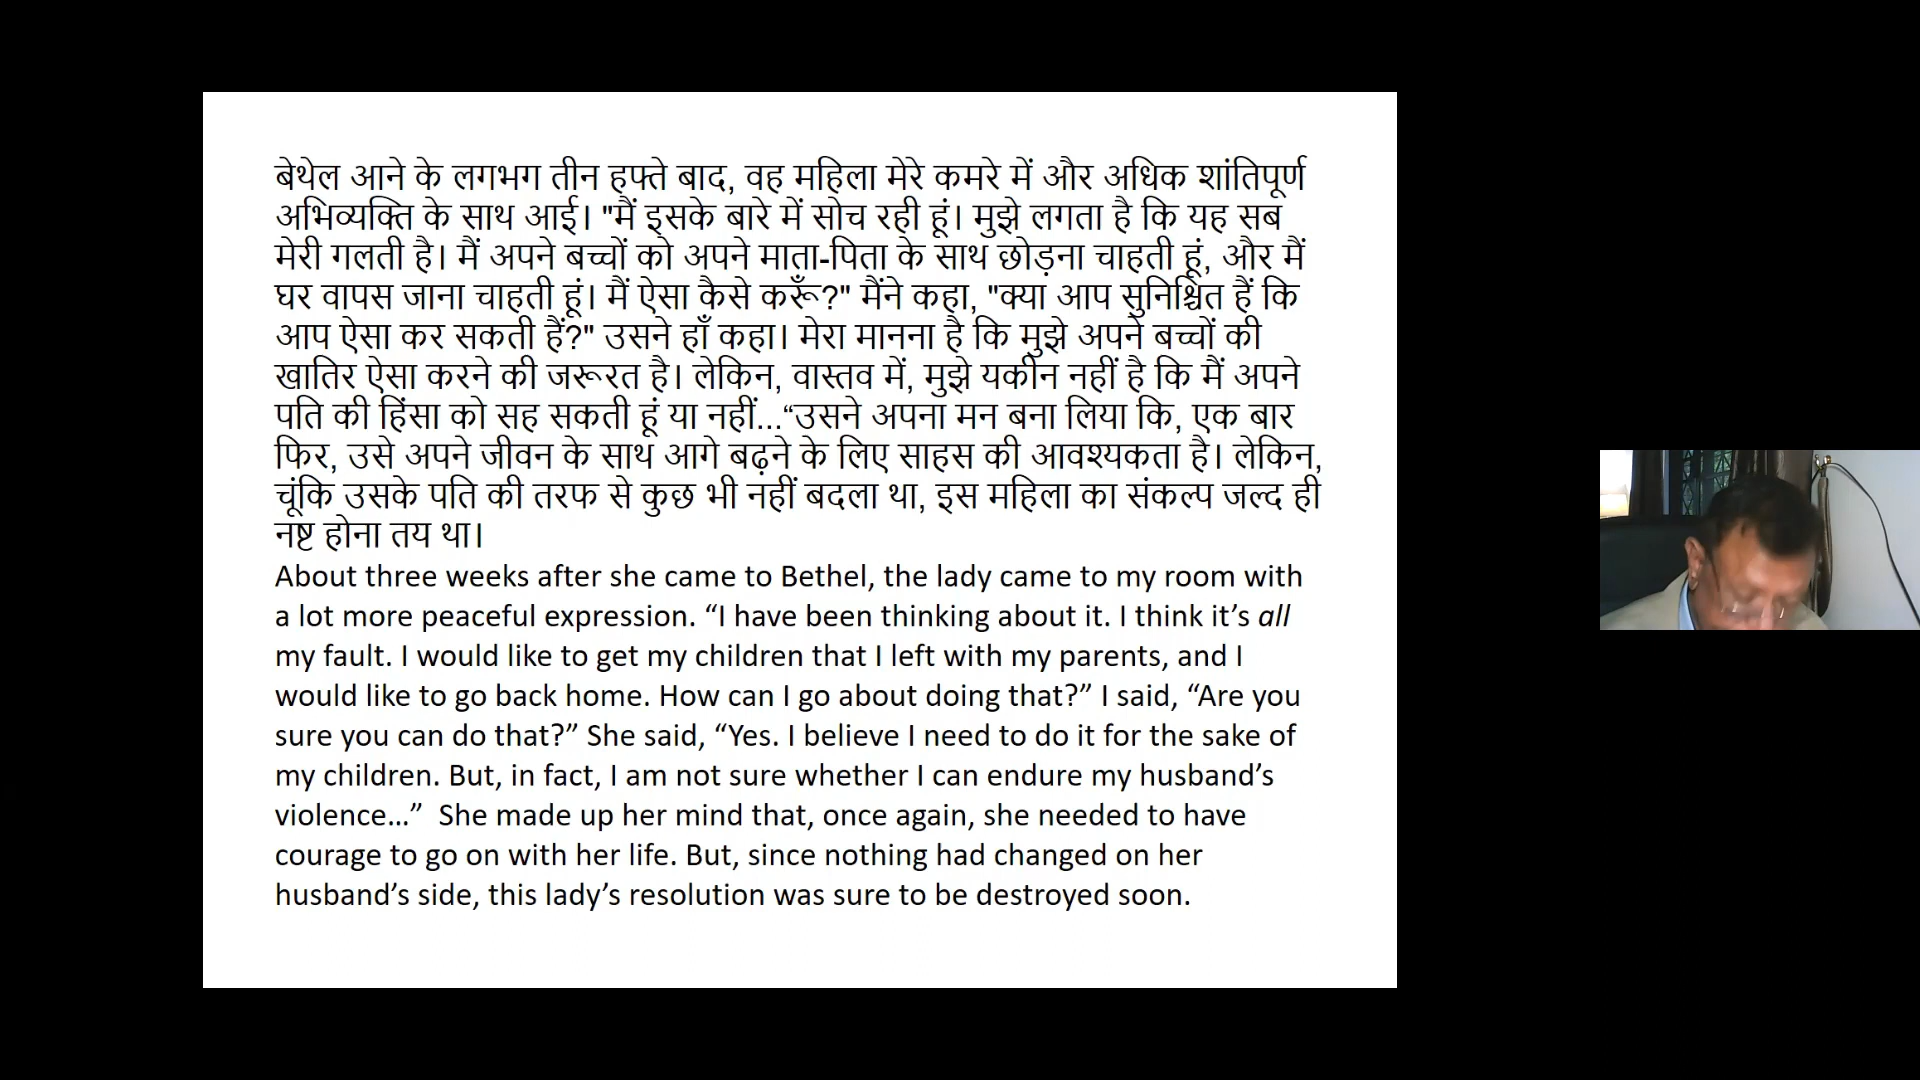 बेथेल आने के लगभग तीन हफ्ते बाद, वह महिला मेरे कमरे में और अधिक शांतिपूर्ण
अभिव्यक्ति के साथ आई। "मैं इसके बारे में सोच रही हूं। मुझे लगता है कि यह सब
मेरी गलती है। मैं अपने बच्चों को अपने माता-पिता के साथ छोड़ना चाहती हूं, और मैं
घर वापस जाना चाहती हूं। मैं ऐसा कैसे करूँ?" मैंने कहा, "क्या आप सुनिश्चित हैं कि
आप ऐसा कर सकती हैं?" उसने हाँ कहा। मेरा मानना है कि मुझे अपने बच्चों की
खातिर ऐसा करने की जरूरत है। लेकिन, वास्तव में, मुझे यकीन नहीं है कि मैं अपने
पति की हिंसा को सह सकती हूं या नहीं...“उसने अपना मन बना लिया कि, एक बार
फिर, उसे अपने जीवन के साथ आगे बढ़ने के लिए साहस की आवश्यकता है। लेकिन,
चूंकि उसके पति की तरफ से कुछ भी नहीं बदला था, इस महिला का संकल्प जल्द ही
नष्ट होना तय था।
About three weeks after she came to Bethel, the lady came to my room with
a lot more peaceful expression. “I have been thinking about it. I think it’s all
my fault. I would like to get my children that I left with my parents, and I
would like to go back home. How can I go about doing that?” I said, “Are you
sure you can do that?” She said, “Yes. I believe I need to do it for the sake of
my children. But, in fact, I am not sure whether I can endure my husband’s
violence…”  She made up her mind that, once again, she needed to have
courage to go on with her life. But, since nothing had changed on her
husband’s side, this lady’s resolution was sure to be destroyed soon.